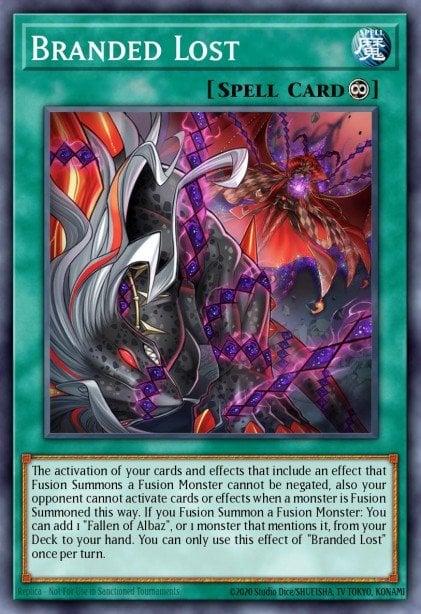 BRANDED LOST
SPELL
魔
[SPELL CARD]
The activation of your cards and effects that include an effect that
Fusion Summons a Fusion Monster cannot be negated, also your
opponent cannot activate cards or effects when a monster is Fusion
Summoned this way. If you Fusion Summon a Fusion Monster: You
can add 1 "Fallen of Albaz", or 1 monster that mentions it, from your
Deck to your hand. You can only use this effect of "Branded Lost"
once per turn.
Replica - Not For Use in Sanctioned Tournaments ©2020 Studio Dice/SHUEISHA, TV TOKYO, KONAMI